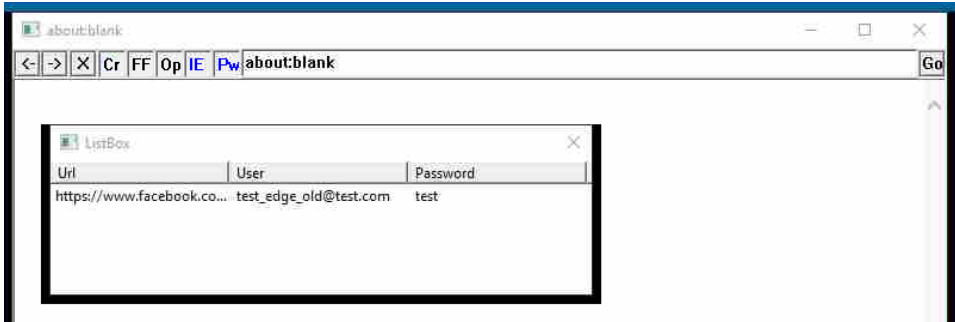 about:blank
<- -> X Cr FF Op IE Pw about:blank Go
ListBox
Url User Password
https://www.facebook.co... test_edge_old@test.com test